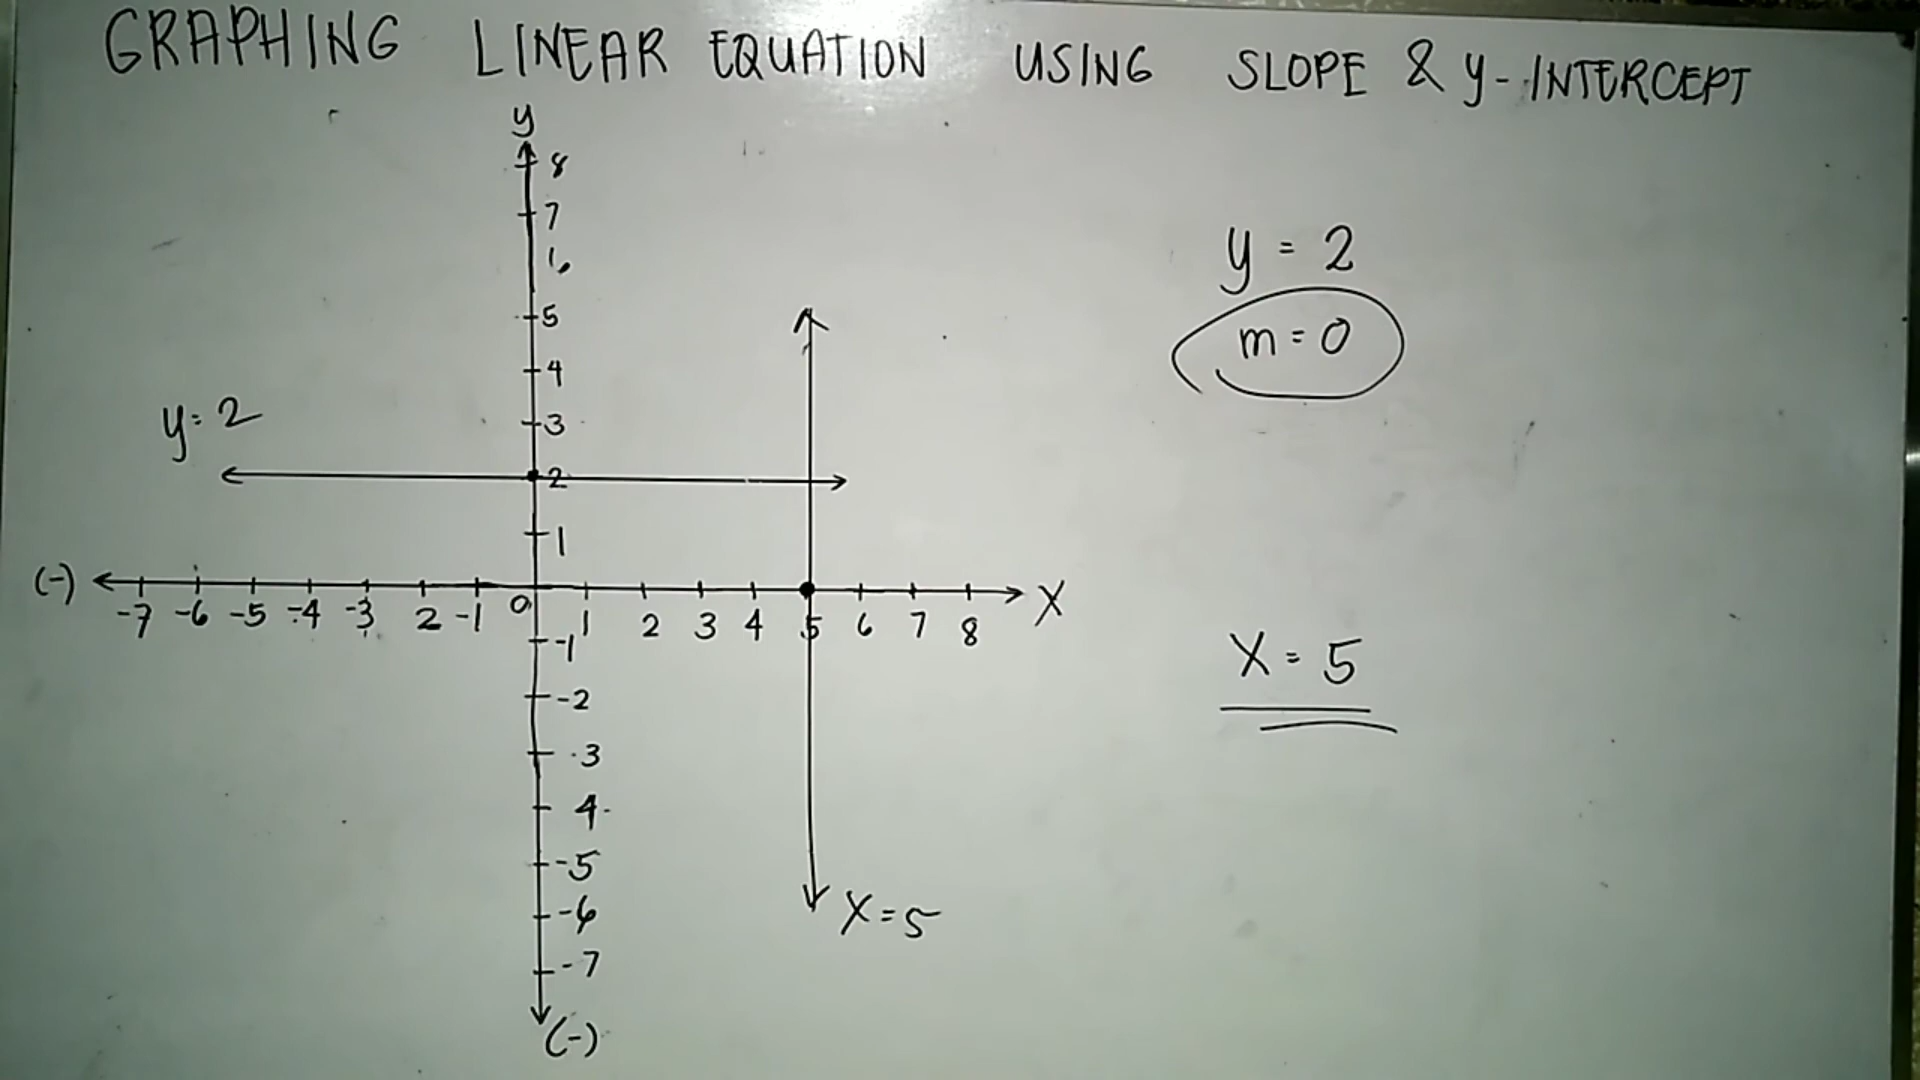 GRAPHING LINEAR EQUATION USING SLOPE & y-INTERCEPT
y
8
7
6
5
4
3
2
1
y = 2
m = 0
y = 2
(-) -7 -6 -5 -4 -3 2 -1 0 1 2 3 4 5 6 7 8 X
-1
-2
-3
4-
-5
-6
-7
(-)
X = 5
X = 5